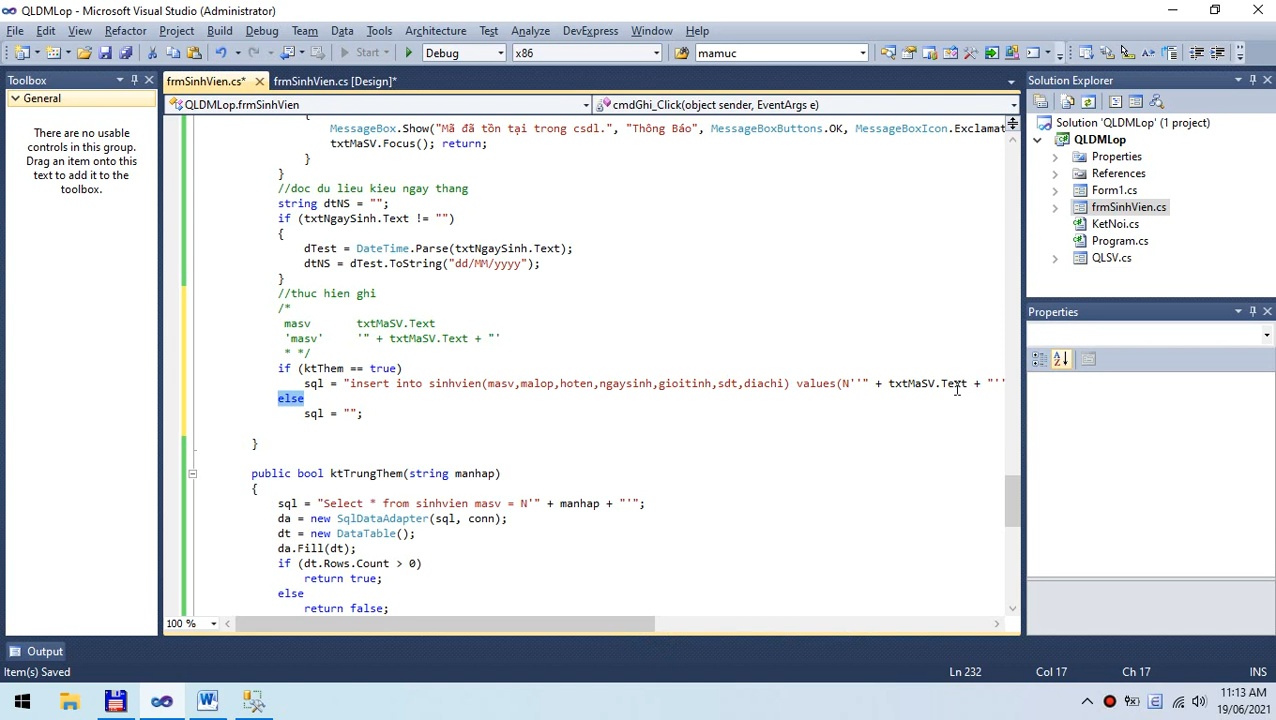 QLDMLop - Microsoft Visual Studio (Administrator)
File Edit View Refactor Project Build Debug Team Data Tools Architecture Test Analyze DevExpress Window Help
Start Debug x86 mamuc
Toolbox
General
There are no usable
controls in this group.
Drag an item onto this
text to add it to the
toolbox.
frmSinhVien.cs* frmSinhVien.cs [Design]*
QLDMLop.frmSinhVien cmdGhi_Click(object sender, EventArgs e)
{
MessageBox.Show("Mã đã tồn tại trong csdl.", "Thông Báo", MessageBoxButtons.OK, MessageBoxIcon.Exclamat
txtMaSV.Focus(); return;
}
}
//doc du lieu kieu ngay thang
string dtNS = "";
if (txtNgaySinh.Text != "")
{
dTest = DateTime.Parse(txtNgaySinh.Text);
dtNS = dTest.ToString("dd/MM/yyyy");
}
//thuc hien ghi
/*
masv txtMaSV.Text
'masv' '" + txtMaSV.Text + "'
* */
if (ktThem == true)
sql = "insert into sinhvien(masv,malop,hoten,ngaysinh,gioitinh,sdt,diachi) values(N''" + txtMaSV.Text + "''
else
sql = "";
}
public bool ktTrungThem(string manhap)
{
sql = "Select * from sinhvien masv = N'" + manhap + "'";
da = new SqlDataAdapter(sql, conn);
dt = new DataTable();
da.Fill(dt);
if (dt.Rows.Count > 0)
return true;
else
return false;
100 %
Solution Explorer
Solution 'QLDMLop' (1 project)
QLDMLop
Properties
References
Form1.cs
frmSinhVien.cs
KetNoi.cs
Program.cs
QLSV.cs
Properties
Output
Item(s) Saved Ln 232 Col 17 Ch 17 INS
11:13 AM
19/06/2021